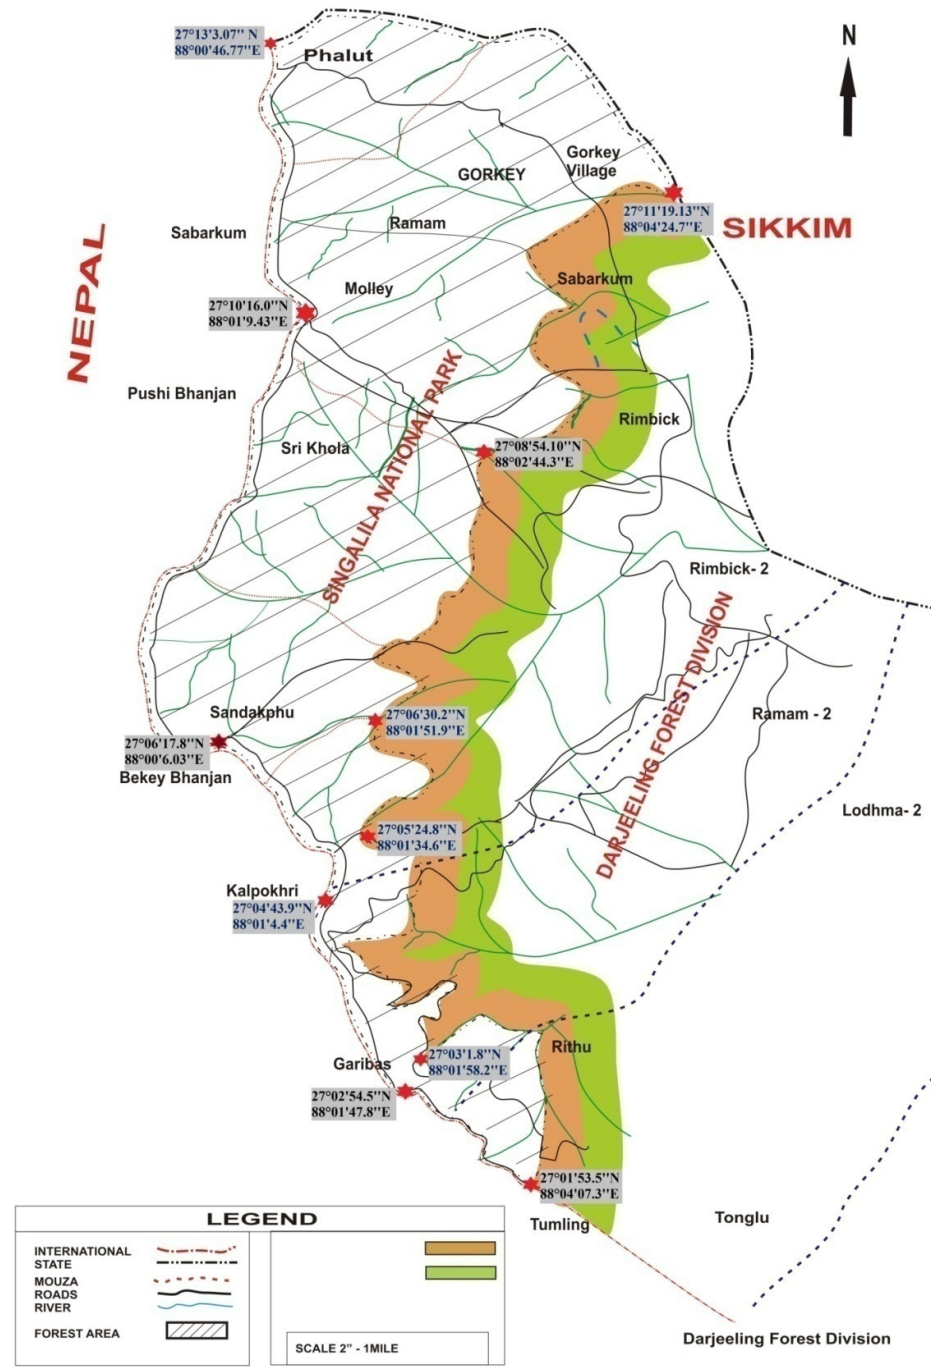 27°13'3.07'' N
88°00'46.77''E
Phalut
N
Gorkey
Village
GORKEY
27°11'19.13''N
88°04'24.7''E
SIKKIM
Ramam
Sabarkum
NEPAL
Sabarkum
Molley
27°10'16.0''N
88°01'9.43''E
Pushi Bhanjan
Rimbick
Sri Khola
SINGALILA NATIONAL PARK
27°08'54.10''N
88°02'44.3''E
Rimbick- 2
DARJEELING FOREST DIVISION
Sandakphu
27°06'30.2''N
88°01'51.9''E
Ramam - 2
27°06'17.8''N
88°00'6.03''E
Bekey Bhanjan
Lodhma- 2
27°05'24.8''N
88°01'34.6''E
Kalpokhri
27°04'43.9''N
88°01'4.4''E
Rithu
27°03'1.8''N
88°01'58.2''E
Garibas
27°02'54.5''N
88°01'47.8''E
27°01'53.5''N
88°04'07.3''E
Tumling
Tonglu
LEGEND
INTERNATIONAL
STATE
MOUZA
ROADS
RIVER
FOREST AREA
SCALE 2" - 1MILE
Darjeeling Forest Division